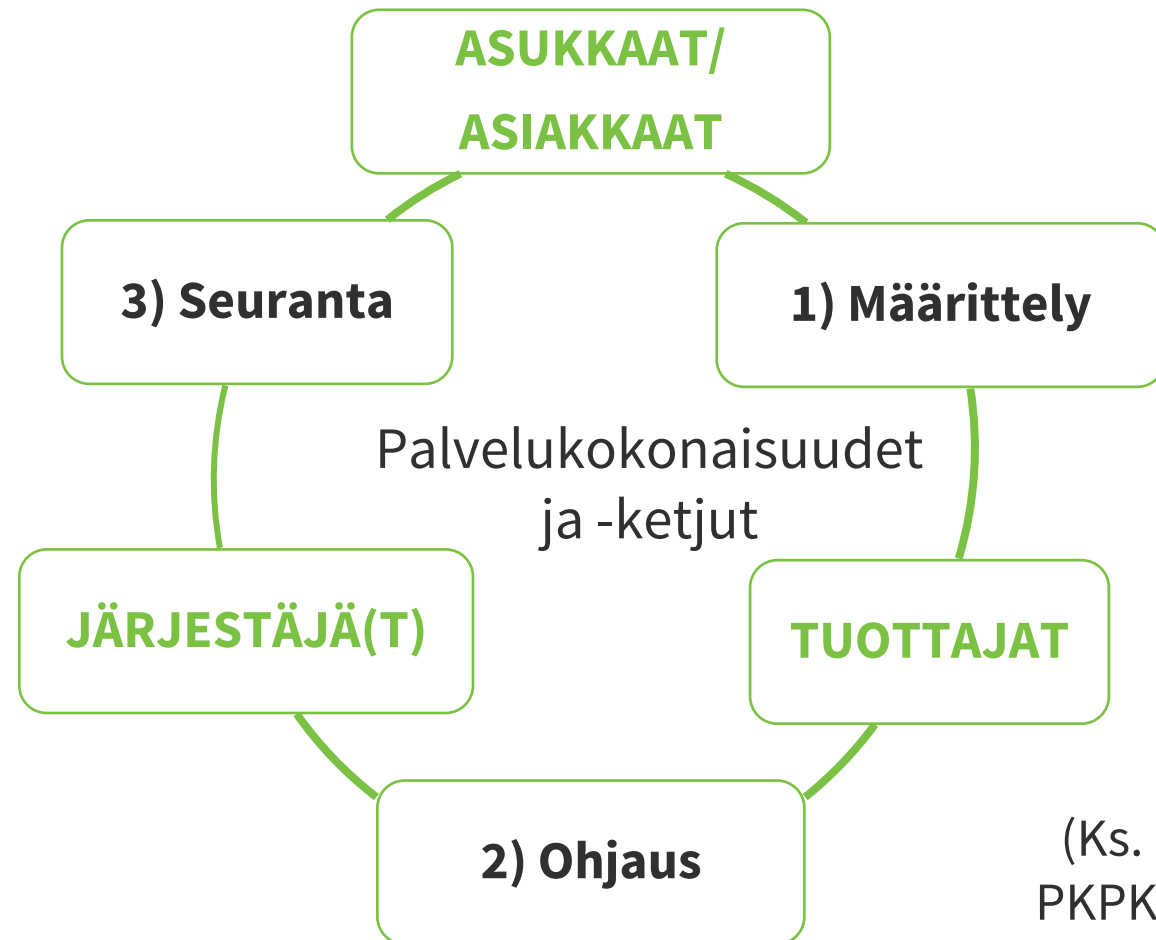 ASUKKAAT/
ASIAKKAAT
3) Seuranta
1) Määrittely
Palvelukokonaisuudet
ja -ketjut
JÄRJESTÄJÄ(T)
TUOTTAJAT
2) Ohjaus
(Ks.
PKPK